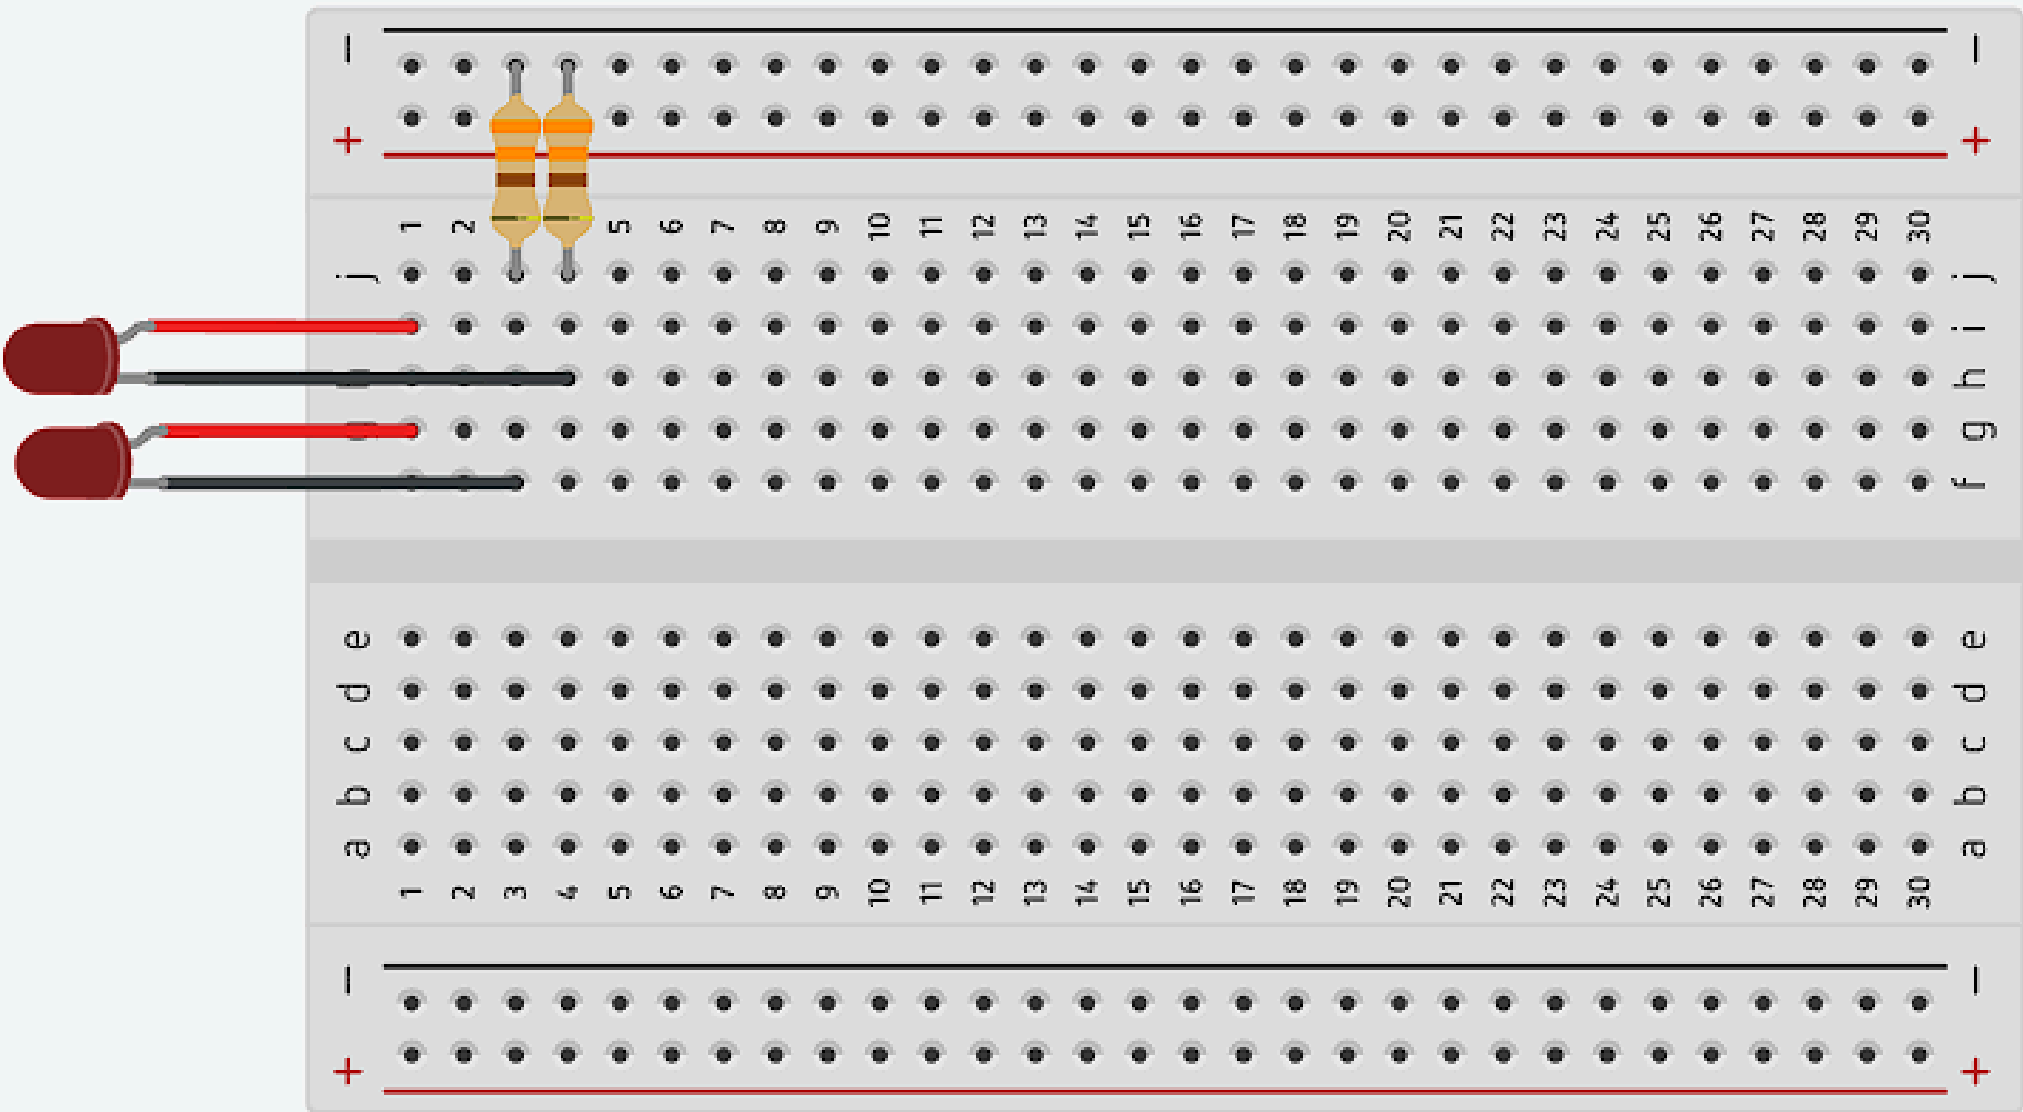 − −
+ +
1 2 5 6 7 8 9 10 11 12 13 14 15 16 17 18 19 20 21 22 23 24 25 26 27 28 29 30
j j
i
h
g
f
e e
d d
c c
b b
a a
1 2 3 4 5 6 7 8 9 10 11 12 13 14 15 16 17 18 19 20 21 22 23 24 25 26 27 28 29 30
− −
+ +